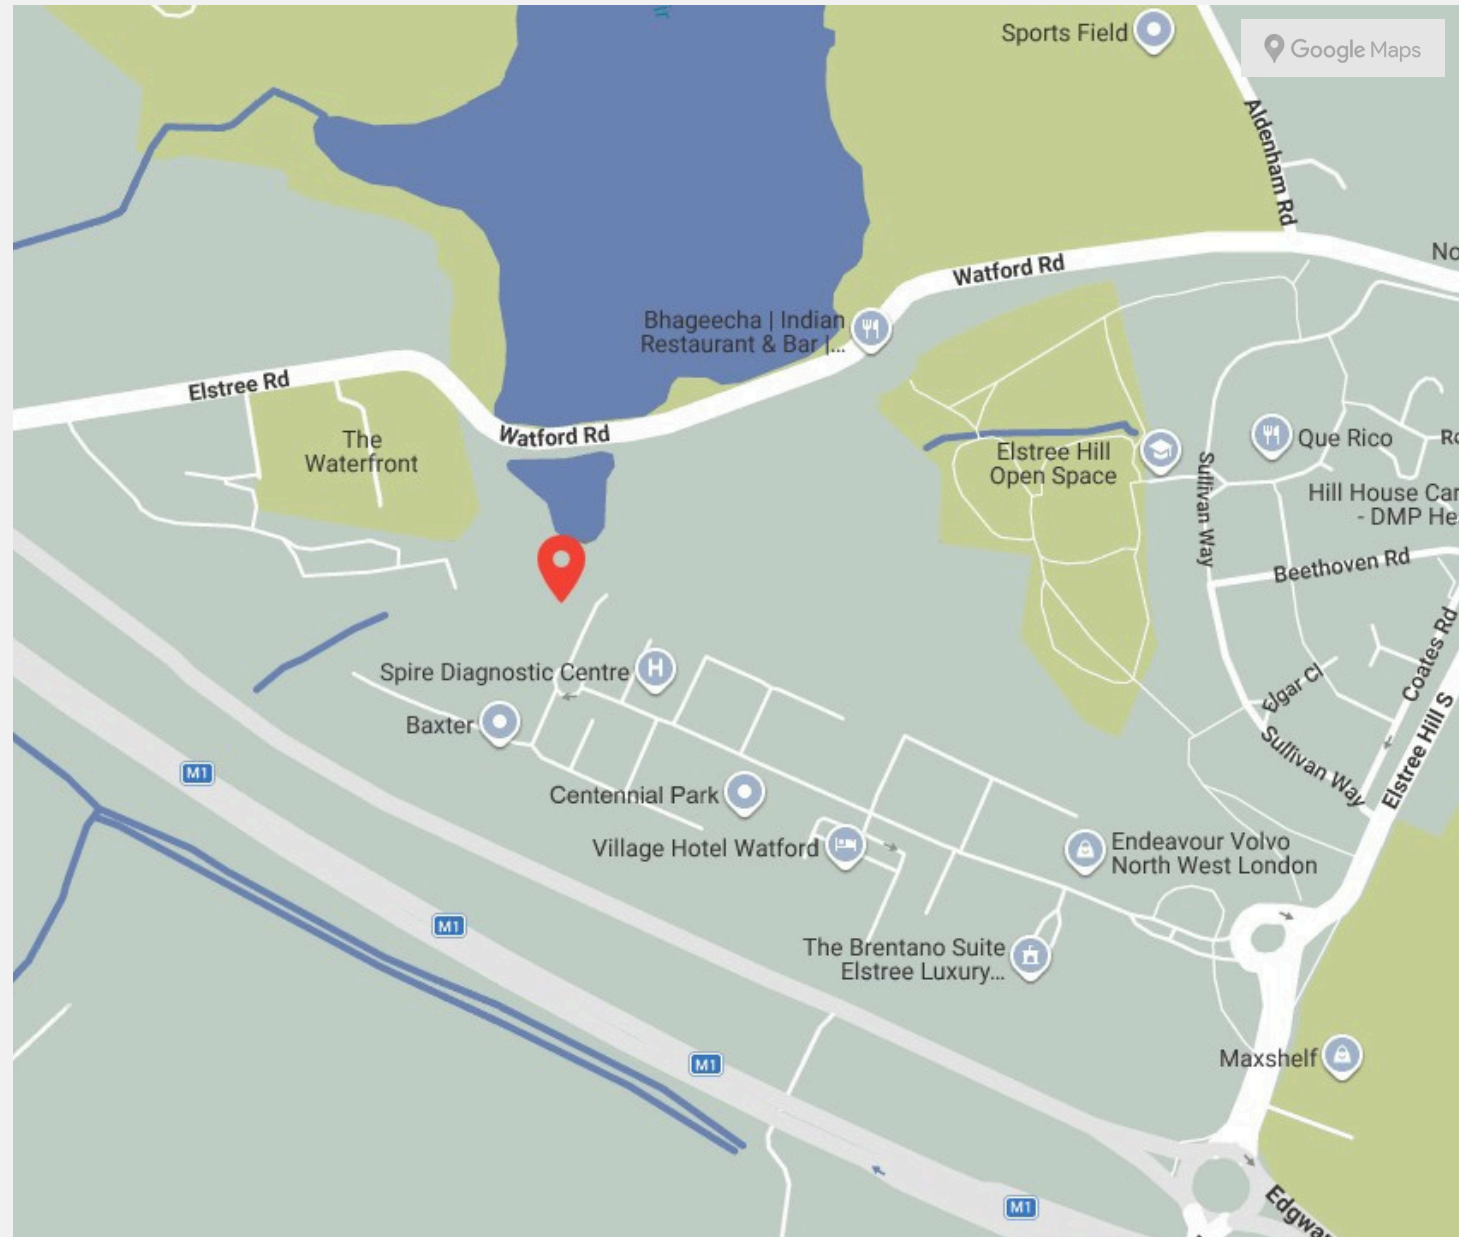 Sports Field
Google Maps
Aldenham Rd
No
Watford Rd
Bhageecha | Indian
Restaurant & Bar |...
Elstree Rd
The
Waterfront
Watford Rd
Elstree Hill
Open Space
Sullivan Way
Que Rico
Ro
Hill House Car
- DMP He
Beethoven Rd
Coates Rd
Elgar Cl
Spire Diagnostic Centre
H
Baxter
Sullivan Way
Elstree Hill S
M1
Centennial Park
Village Hotel Watford
Endeavour Volvo
North West London
M1
The Brentano Suite
Elstree Luxury...
M1
Maxshelf
M1
Edgwar